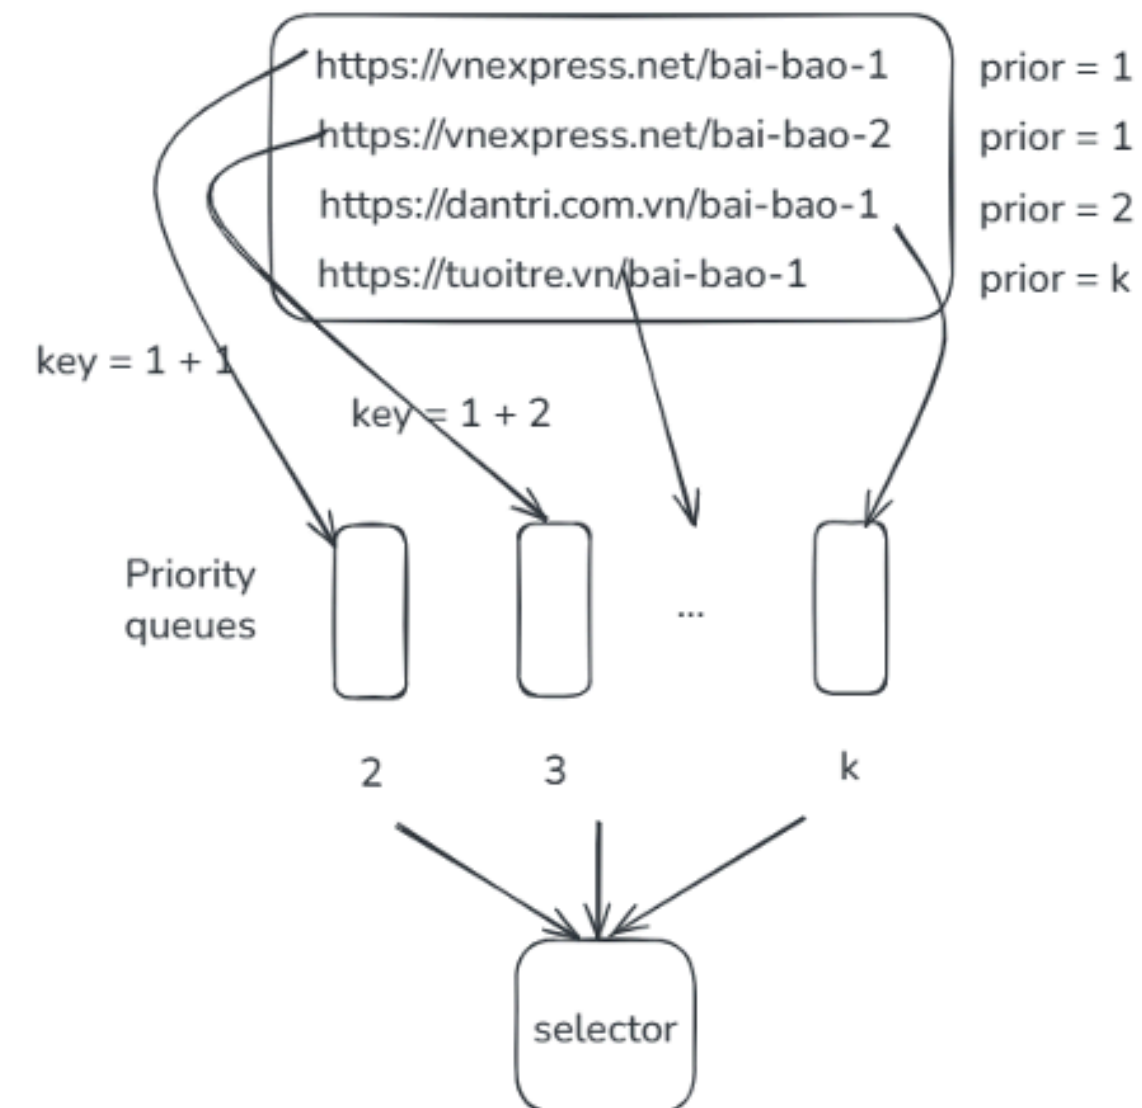 https://vnexpress.net/bai-bao-1 prior = 1
https://vnexpress.net/bai-bao-2 prior = 1
https://dantri.com.vn/bai-bao-1 prior = 2
https://tuoitre.vn/bai-bao-1 prior = k
key = 1 + 1
key = 1 + 2
Priority
queues
...
2 3 k
selector